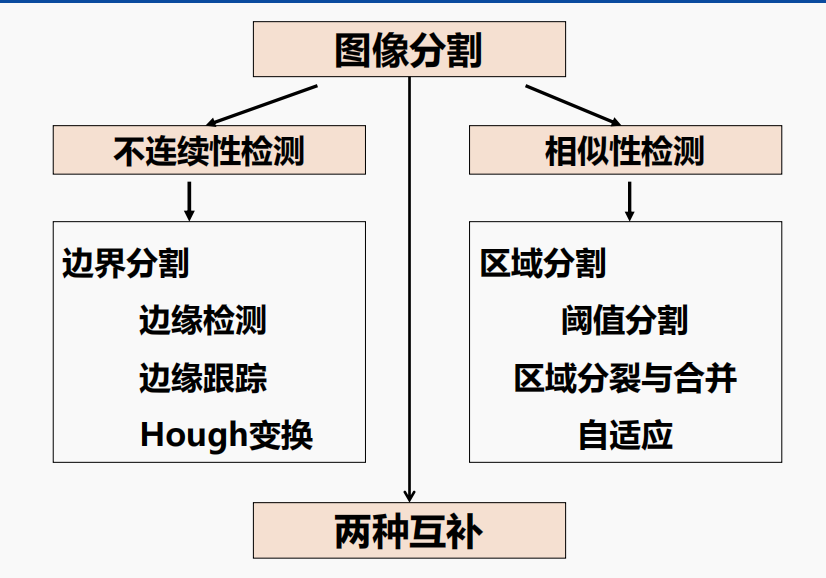 图像分割
不连续性检测
相似性检测
边界分割
边缘检测
边缘跟踪
Hough变换
区域分割
阈值分割
区域分裂与合并
自适应
两种互补